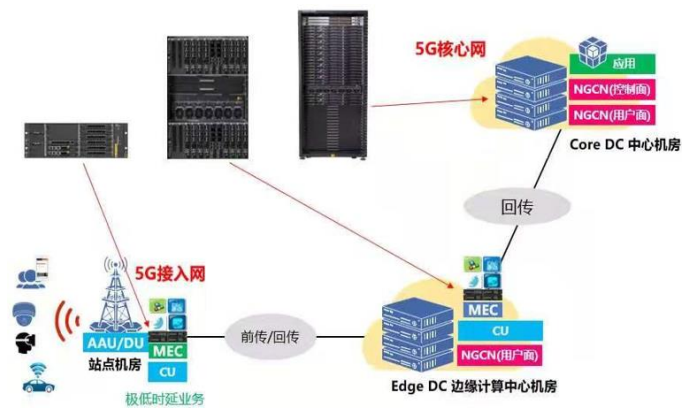 5G核心网
应用
NGCN(控制面)
NGCN(用户面)
Core DC 中心机房
回传
5G接入网
MEC
AAU/DU
前传/回传
CU
MEC
NGCN(用户面)
站点机房
CU
Edge DC 边缘计算中心机房
极低时延业务